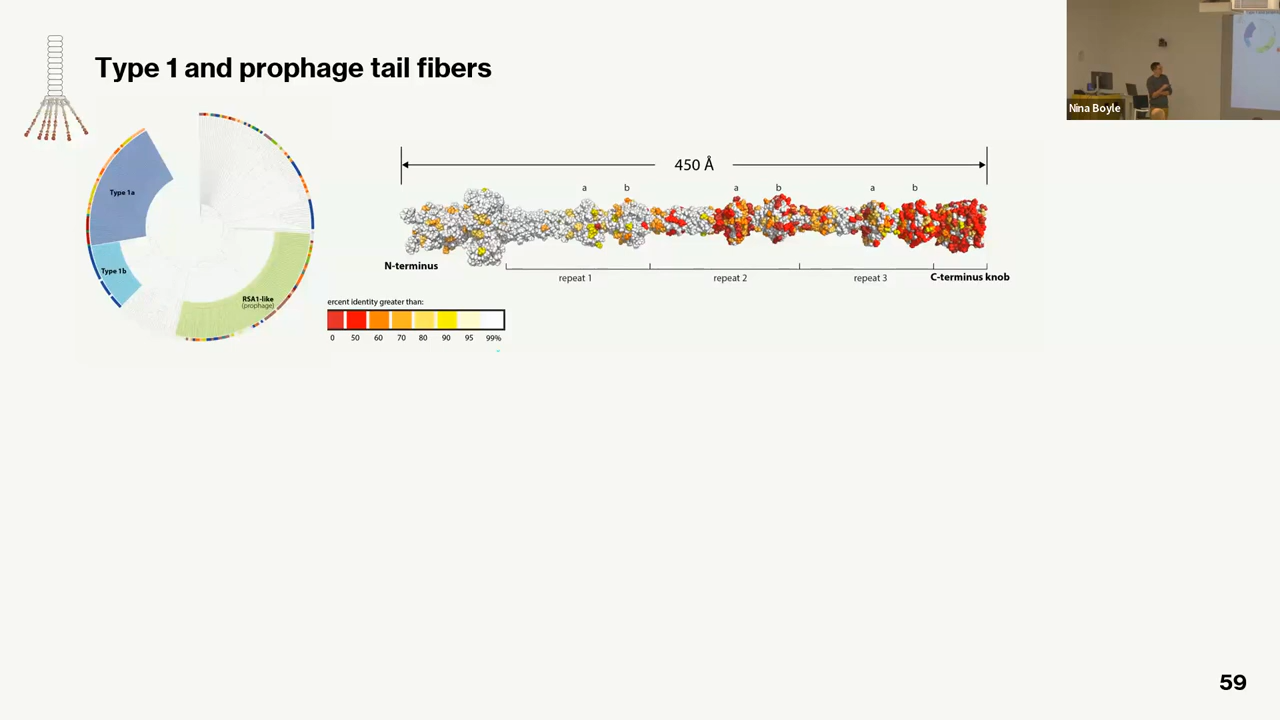 Type 1 and prophage tail fibers
Nina Boyle
Type 1a
Type 1b
RSA1-like
(prophage)
450 Å
a b a b a b
N-terminus
repeat 1 repeat 2 repeat 3 C-terminus knob
ercent identity greater than:
0 50 60 70 80 90 95 99%
59